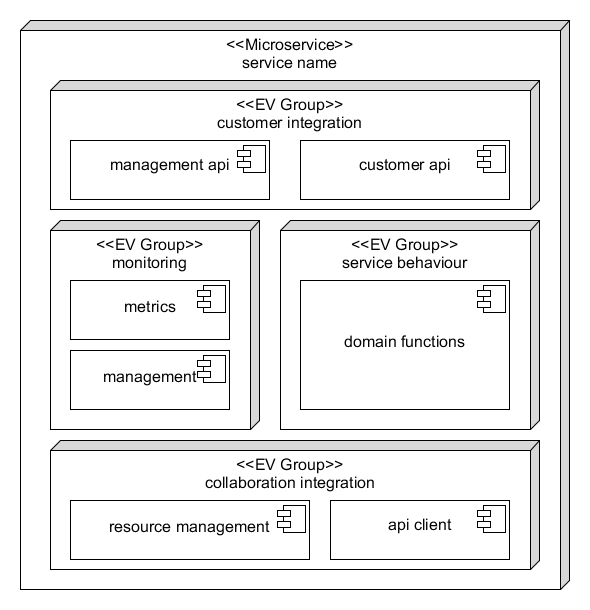 <<Microservice>>
service name
<<EV Group>>
customer integration
management api
customer api
<<EV Group>>
monitoring
metrics
management
<<EV Group>>
service behaviour
domain functions
<<EV Group>>
collaboration integration
resource management
api client